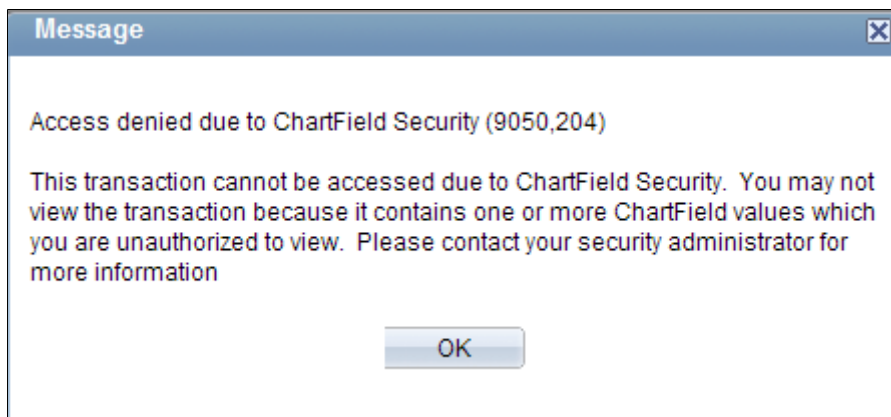 Message
Access denied due to ChartField Security (9050,204)
This transaction cannot be accessed due to ChartField Security.  You may not
view the transaction because it contains one or more ChartField values which
you are unauthorized to view.  Please contact your security administrator for
more information
OK